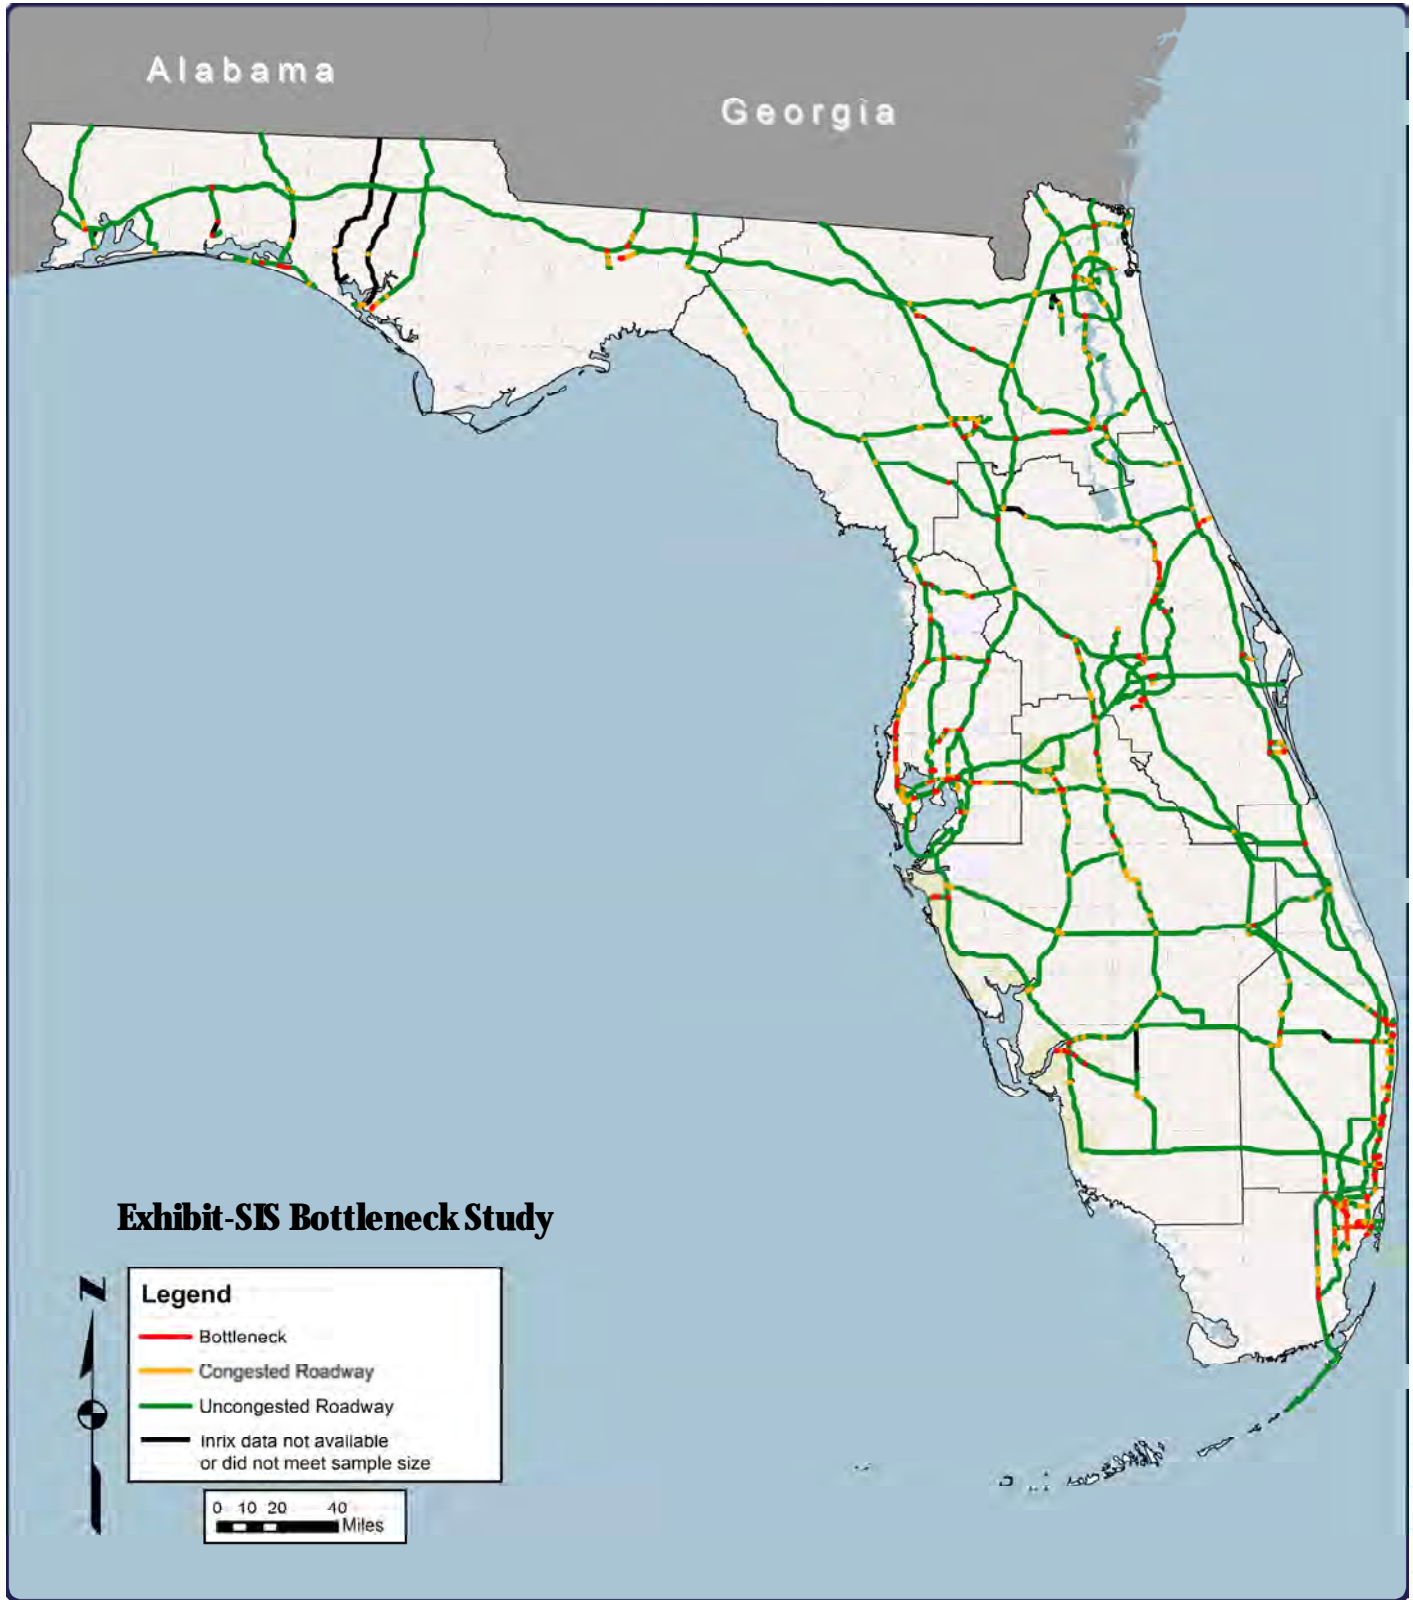 Alabama
Georgia
Exhibit-SIS Bottleneck Study
N
Legend
Bottleneck
Congested Roadway
Uncongested Roadway
Inrix data not available
or did not meet sample size
0 10 20 40
Miles